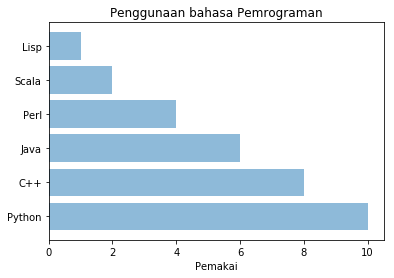 Penggunaan bahasa Pemrograman
Lisp
Scala
Perl
Java
C++
Python
0 2 4 6 8 10
Pemakai